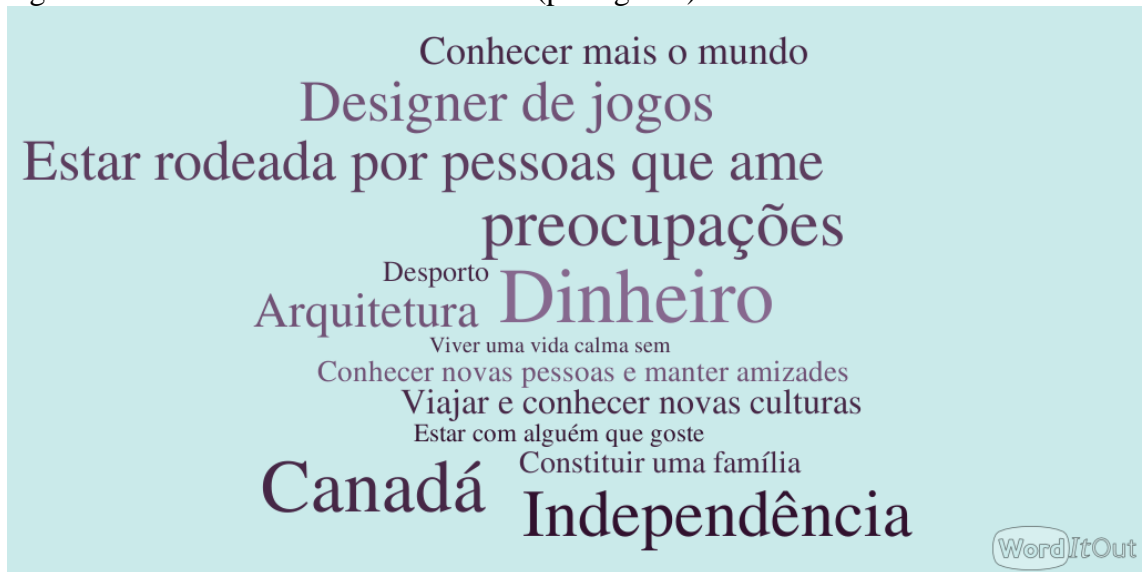 Conhecer mais o mundo
Designer de jogos
Estar rodeada por pessoas que ame
preocupações
Desporto
Arquitetura Dinheiro
Viver uma vida calma sem
Conhecer novas pessoas e manter amizades
Viajar e conhecer novas culturas
Estar com alguém que goste
Constituir uma família
Canadá
Independência
WordItOut